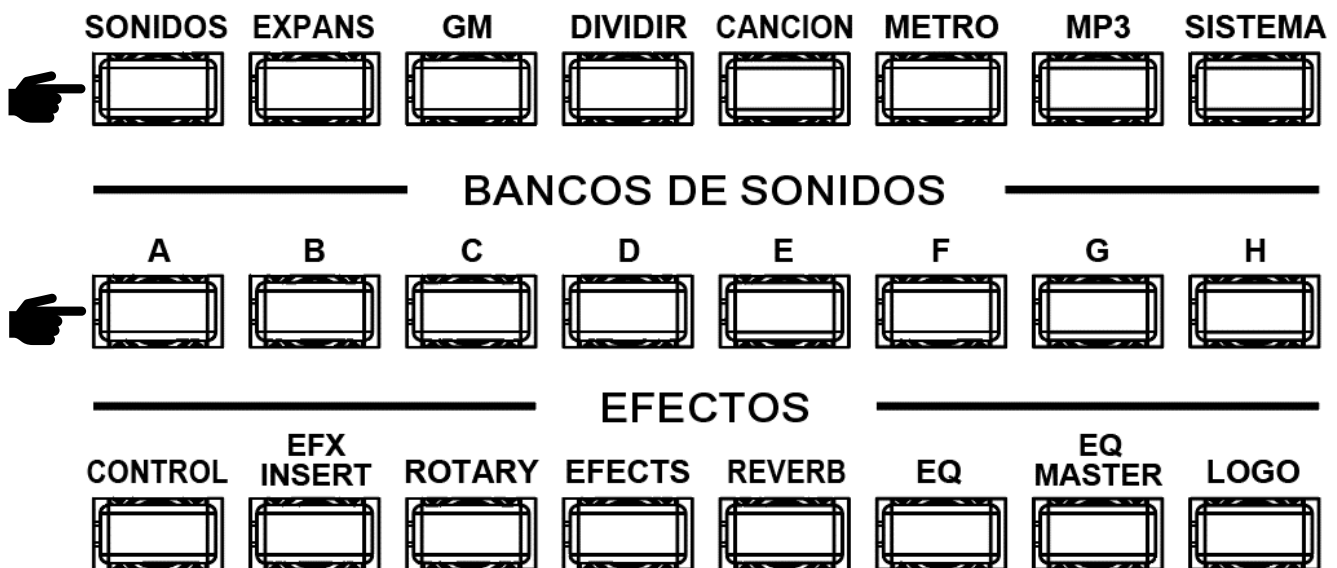 SONIDOS EXPANS GM DIVIDIR CANCION METRO MP3 SISTEMA
BANCOS DE SONIDOS
A B C D E F G H
EFECTOS
CONTROL EFX INSERT ROTARY EFECTS REVERB EQ EQ MASTER LOGO